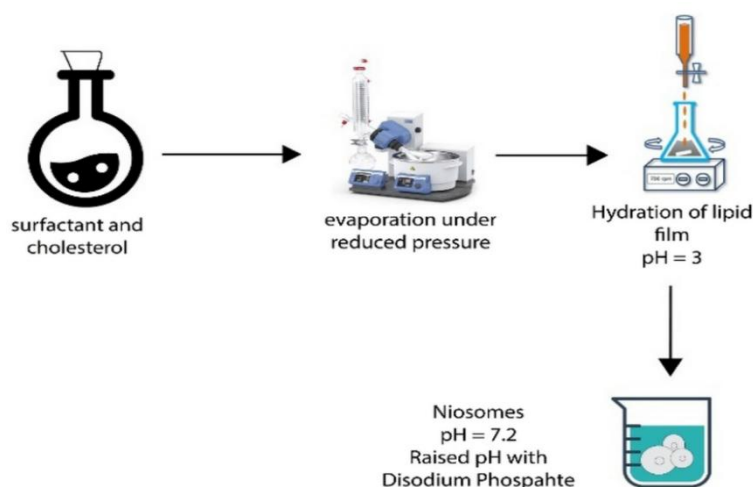 surfactant and
cholesterol
evaporation under
reduced pressure
Hydration of lipid
film
pH = 3
Niosomes
pH = 7.2
Raised pH with
Disodium Phospahte